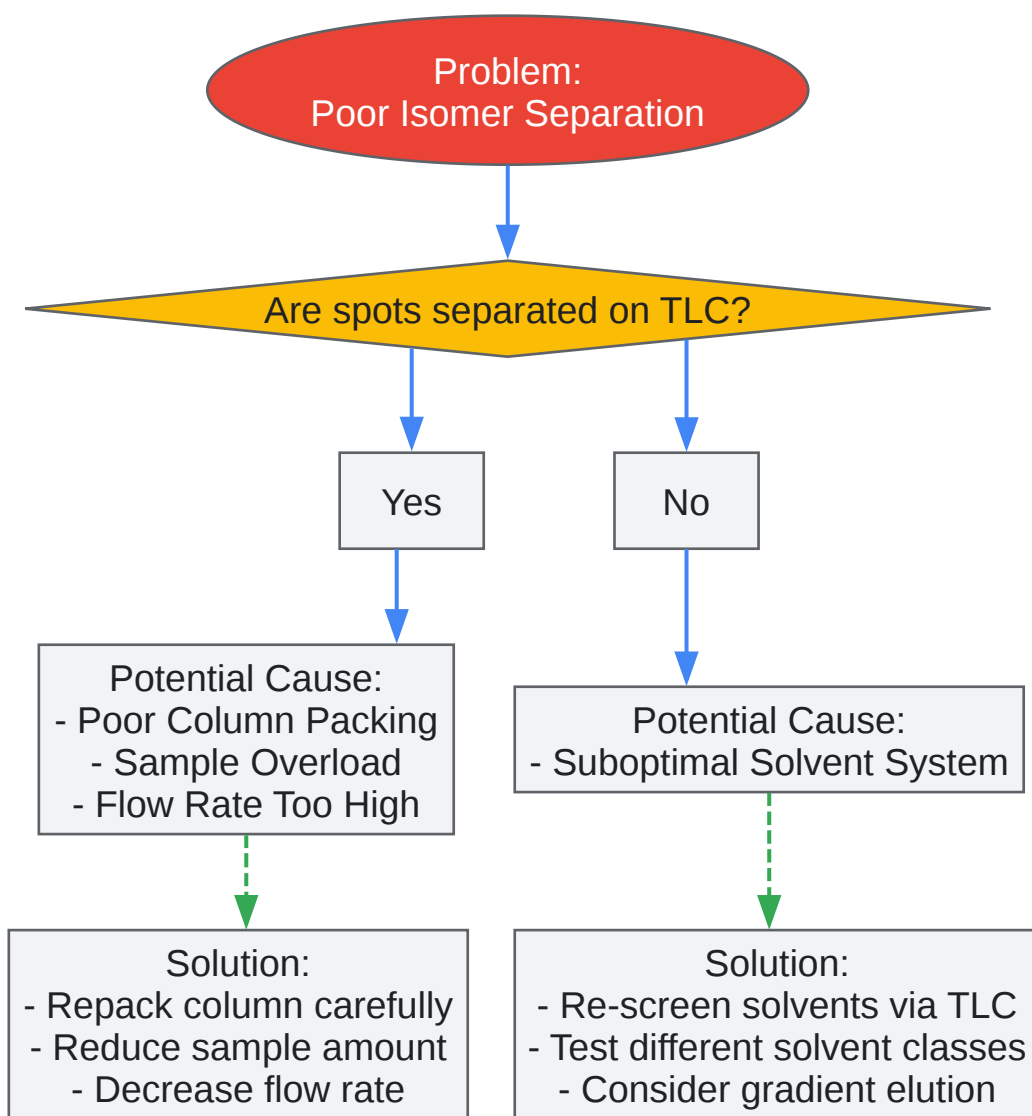 Problem:
Poor Isomer Separation
Are spots separated on TLC?
Yes
No
Potential Cause:
- Poor Column Packing
- Sample Overload
- Flow Rate Too High
Potential Cause:
- Suboptimal Solvent System
Solution:
- Repack column carefully
- Reduce sample amount
- Decrease flow rate
Solution:
- Re-screen solvents via TLC
- Test different solvent classes
- Consider gradient elution